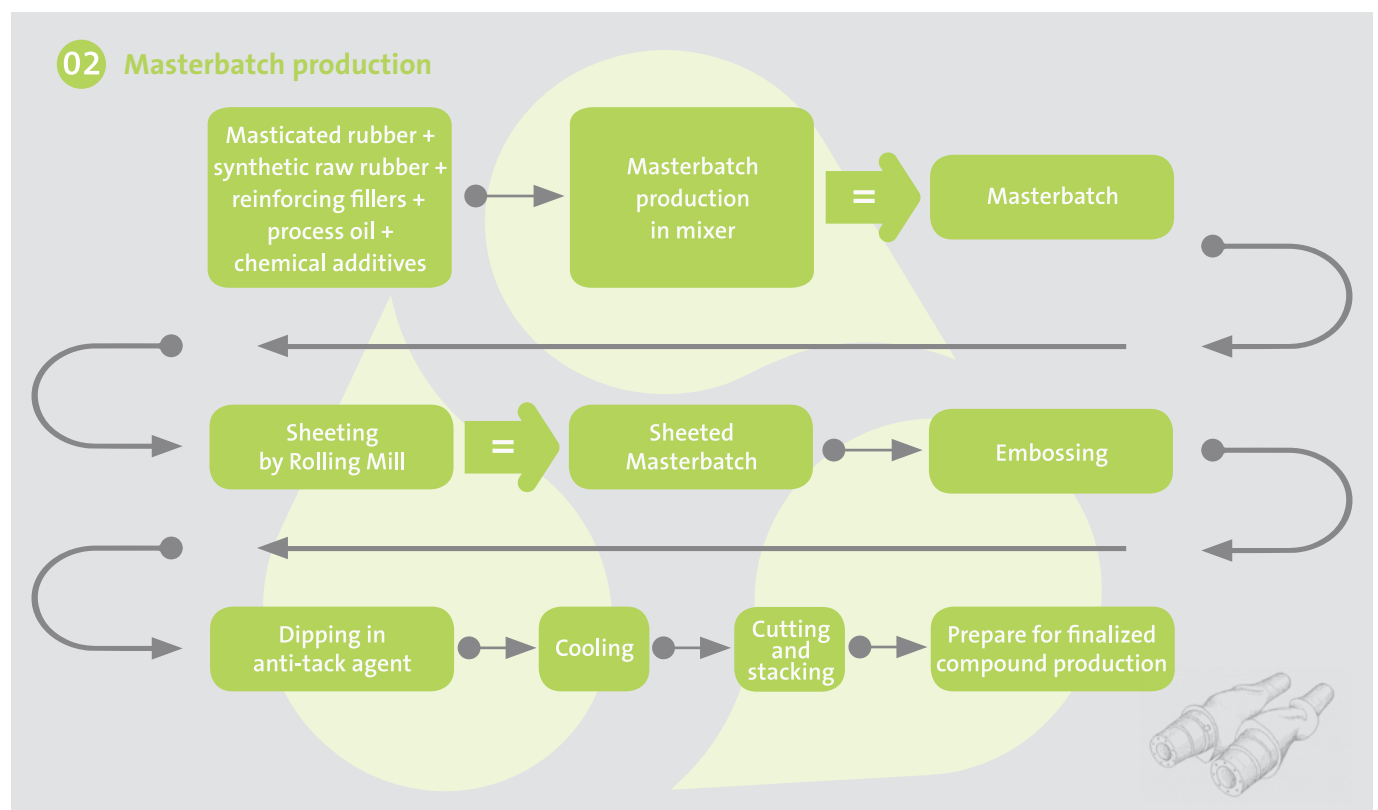 02 Masterbatch production
Masticated rubber +
synthetic raw rubber +
reinforcing fillers +
process oil +
chemical additives
Masterbatch
production
in mixer
=
Masterbatch
Sheeting
by Rolling Mill
=
Sheeted
Masterbatch
Embossing
Dipping in
anti-tack agent
Cooling
Cutting
and
stacking
Prepare for finalized
compound production